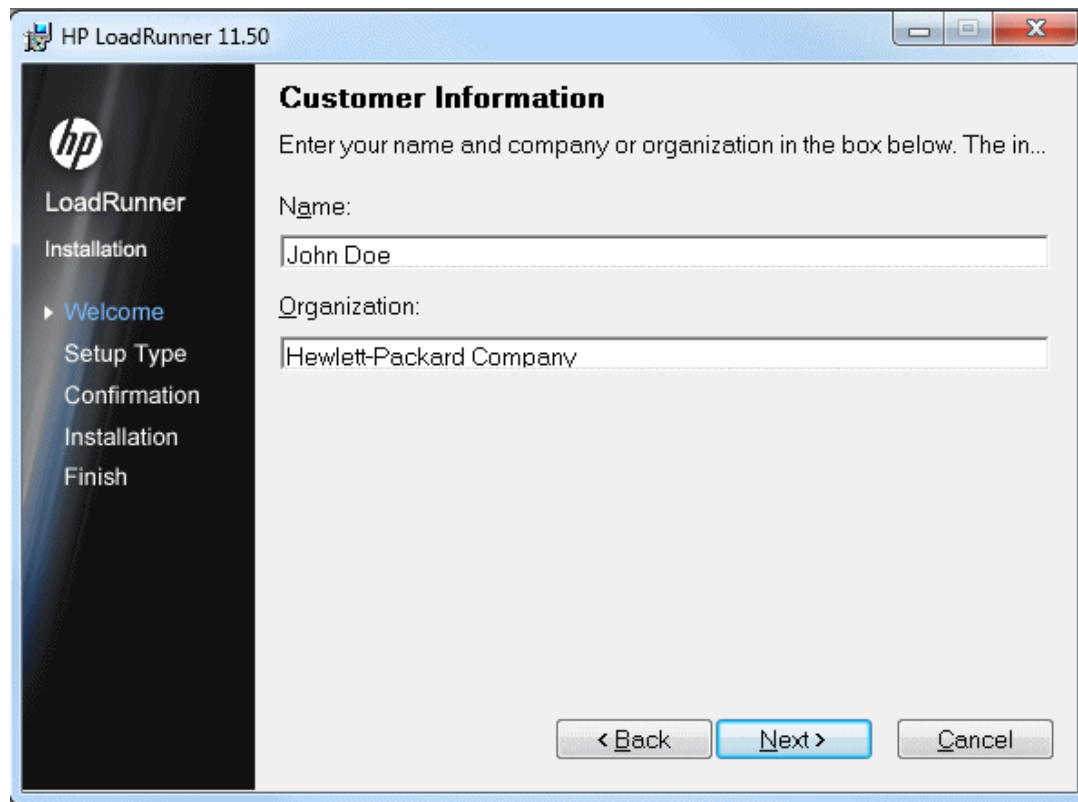 HP LoadRunner 11.50
hp
LoadRunner
Installation
Welcome
Setup Type
Confirmation
Installation
Finish
Customer Information
Enter your name and company or organization in the box below. The in...
Name:
John Doe
Organization:
Hewlett-Packard Company
< Back
Next >
Cancel